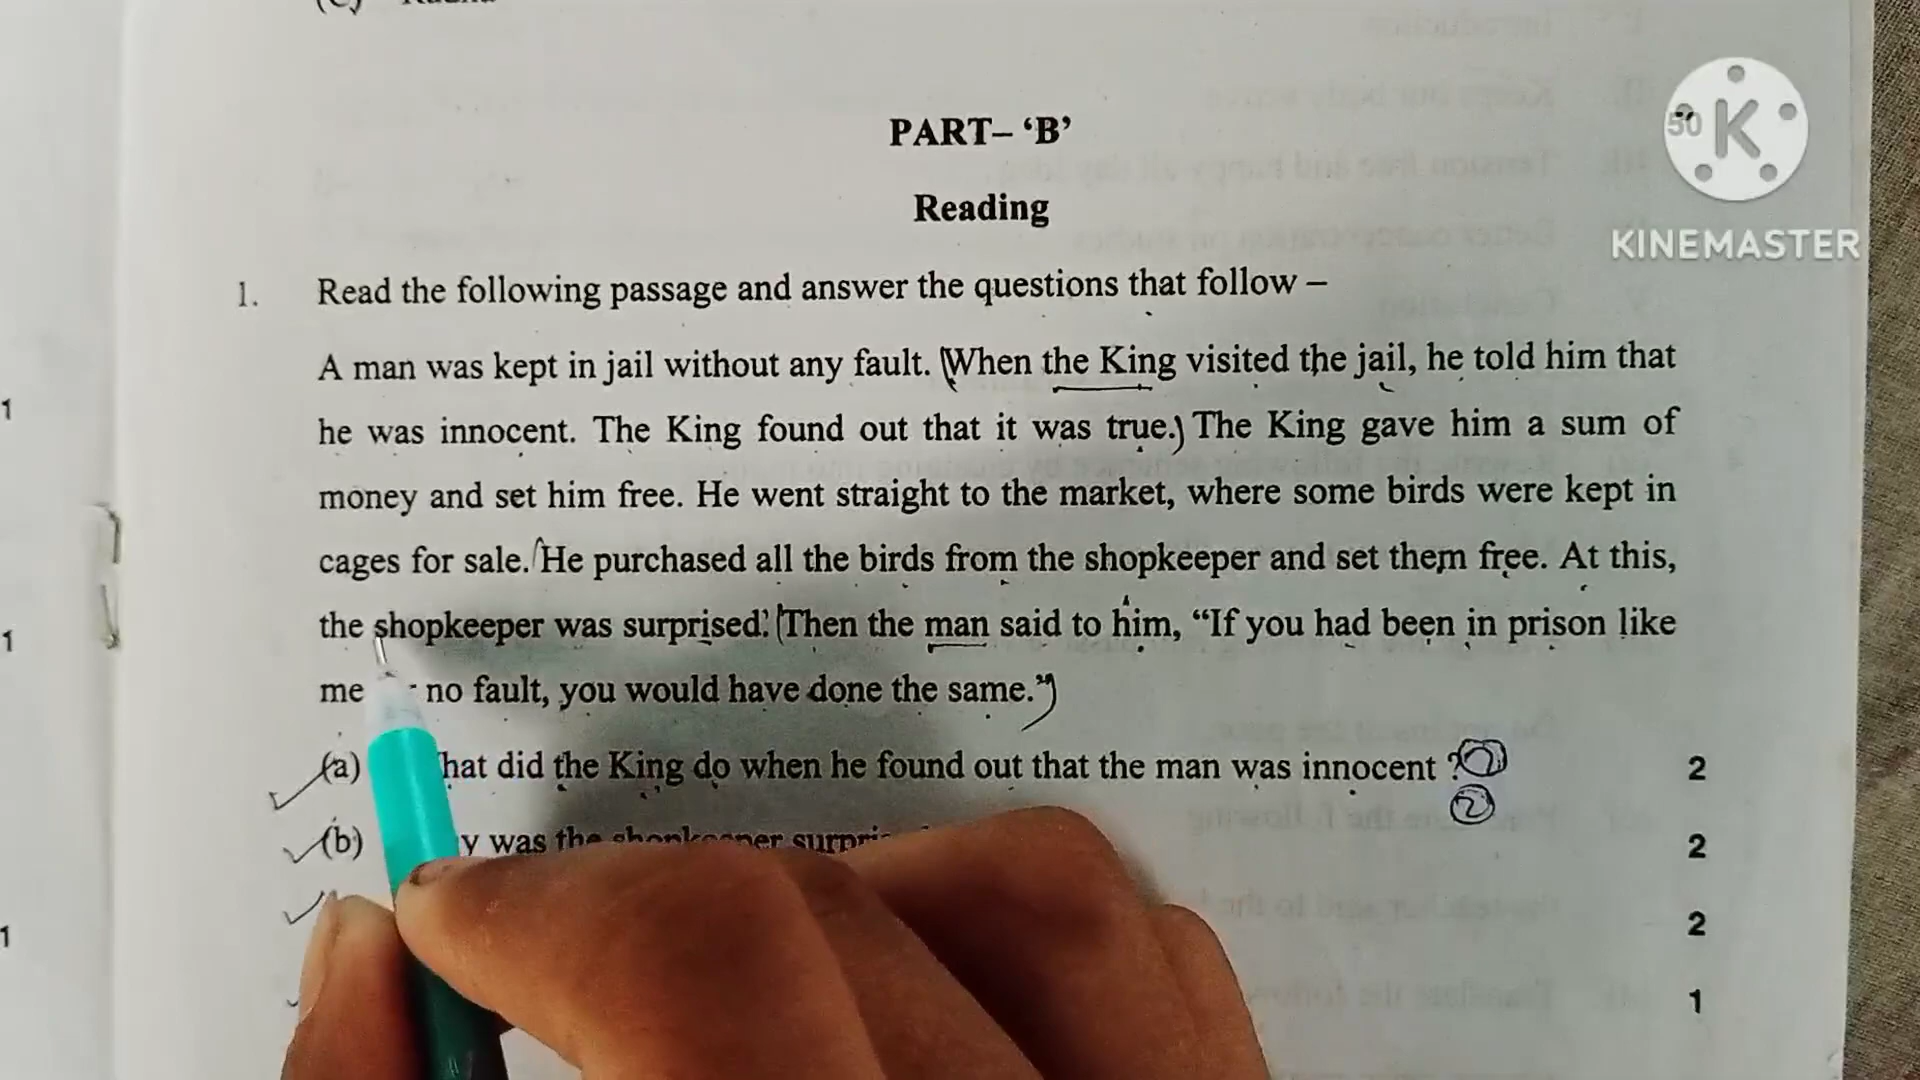 PART– ‘B’
50
KINEMASTER
Reading
1. Read the following passage and answer the questions that follow –
A man was kept in jail without any fault. (When the King visited the jail, he told him that
1
he was innocent. The King found out that it was true.) The King gave him a sum of
money and set him free. He went straight to the market, where some birds were kept in
cages for sale. He purchased all the birds from the shopkeeper and set them free. At this,
the shopkeeper was surprised. Then the man said to him, “If you had been in prison like
1
me no fault, you would have done the same.”)
(a) did the King do when he found out that the man was innocent ? 2
2
(b) was the shopkeeper 2
2
1
1